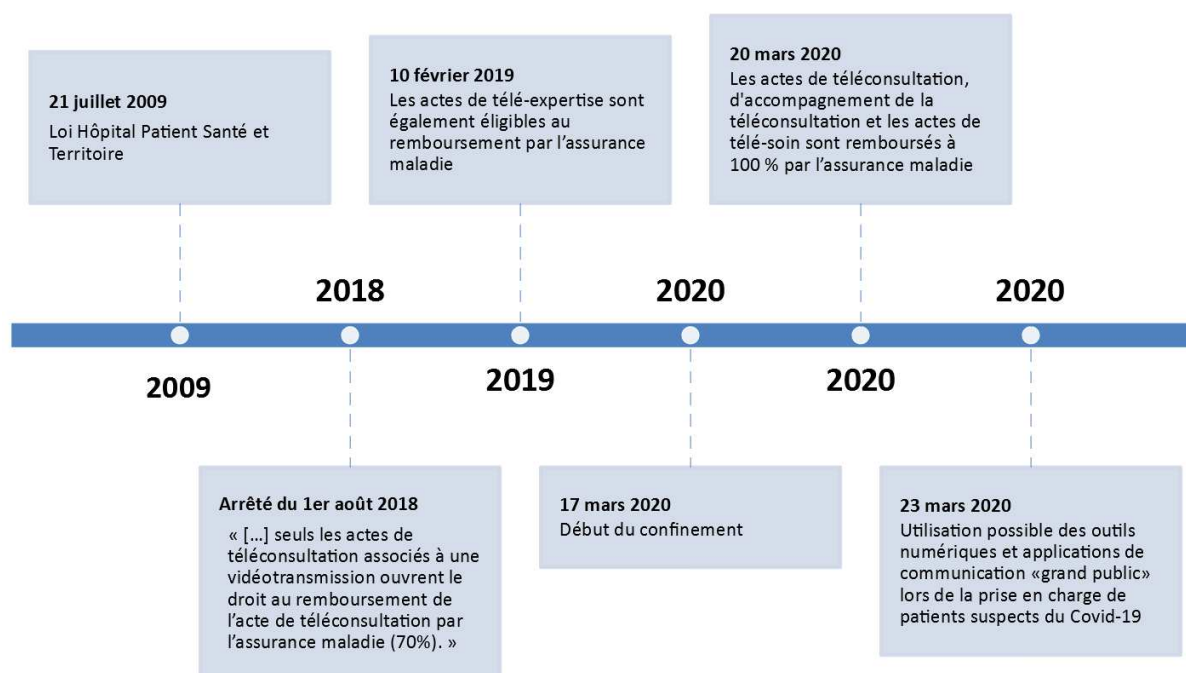 21 juillet 2009
Loi Hôpital Patient Santé et
Territoire
10 février 2019
Les actes de télé-expertise sont
également éligibles au
remboursement par l’assurance
maladie
20 mars 2020
Les actes de téléconsultation,
d'accompagnement de la
téléconsultation et les actes de
télé-soin sont remboursés à
100 % par l’assurance maladie
2018
2020
2020
2009
2019
2020
Arrêté du 1er août 2018
« [...] seuls les actes de
téléconsultation associés à une
vidéotransmission ouvrent le
droit au remboursement de
l’acte de téléconsultation par
l’assurance maladie (70%). »
17 mars 2020
Début du confinement
23 mars 2020
Utilisation possible des outils
numériques et applications de
communication «grand public»
lors de la prise en charge de
patients suspects du Covid-19